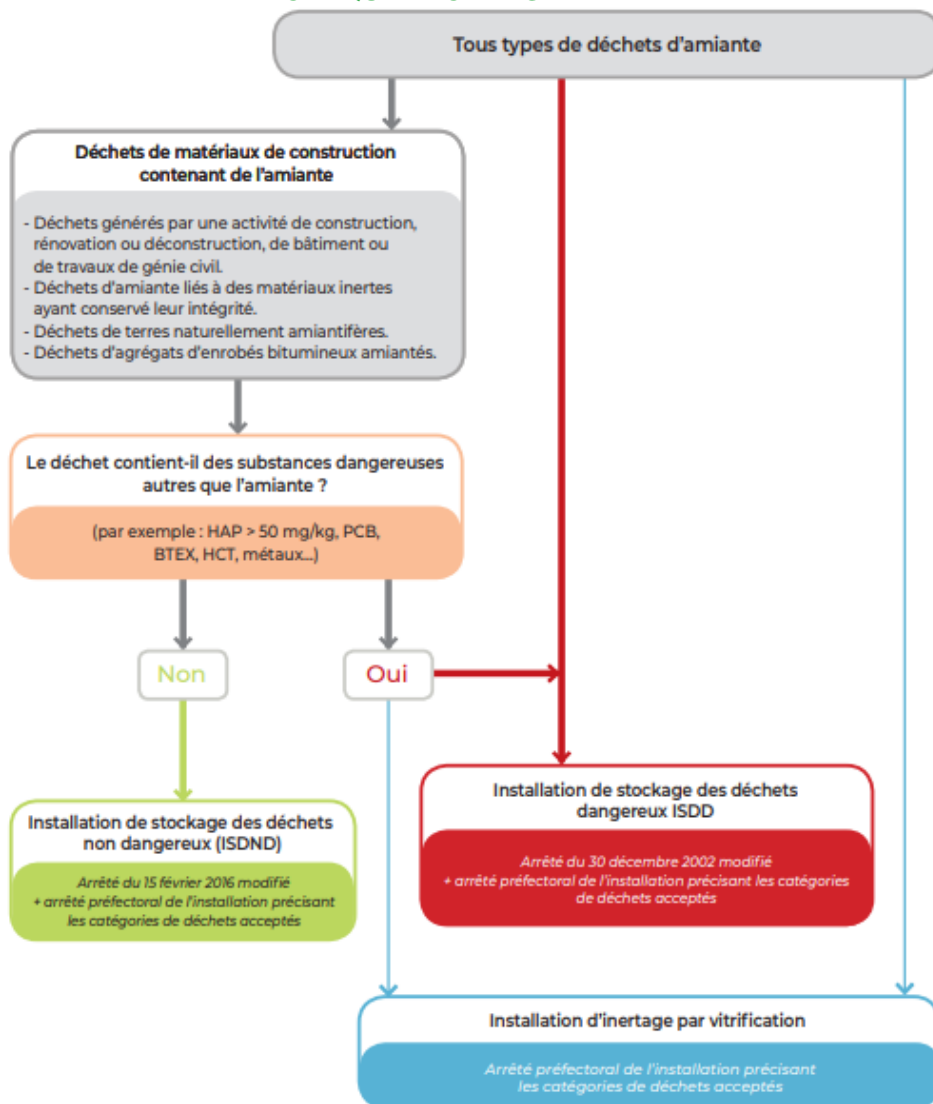 Tous types de déchets d'amiante
Déchets de matériaux de construction
contenant de l'amiante
- Déchets générés par une activité de construction,
rénovation ou déconstruction, de bâtiment ou
de travaux de génie civil.
- Déchets d'amiante liés à des matériaux inertes
ayant conservé leur intégrité.
- Déchets de terres naturellement amiantifères.
- Déchets d'agrégats d'enrobés bitumineux amiantés.
Le déchet contient-il des substances dangereuses
autres que l'amiante ?
(par exemple : HAP > 50 mg/kg, PCB,
BTEX, HCT, métaux...)
Non
Oui
Installation de stockage des déchets
non dangereux (ISDND)
Arrêté du 15 février 2016 modifié
+ arrêté préfectoral de l'installation précisant
les catégories de déchets acceptés
Installation de stockage des déchets
dangereux ISDD
Arrêté du 30 décembre 2002 modifié
+ arrêté préfectoral de l'installation précisant les catégories
de déchets acceptés
Installation d'inertage par vitrification
Arrêté préfectoral de l'installation précisant
les catégories de déchets acceptés